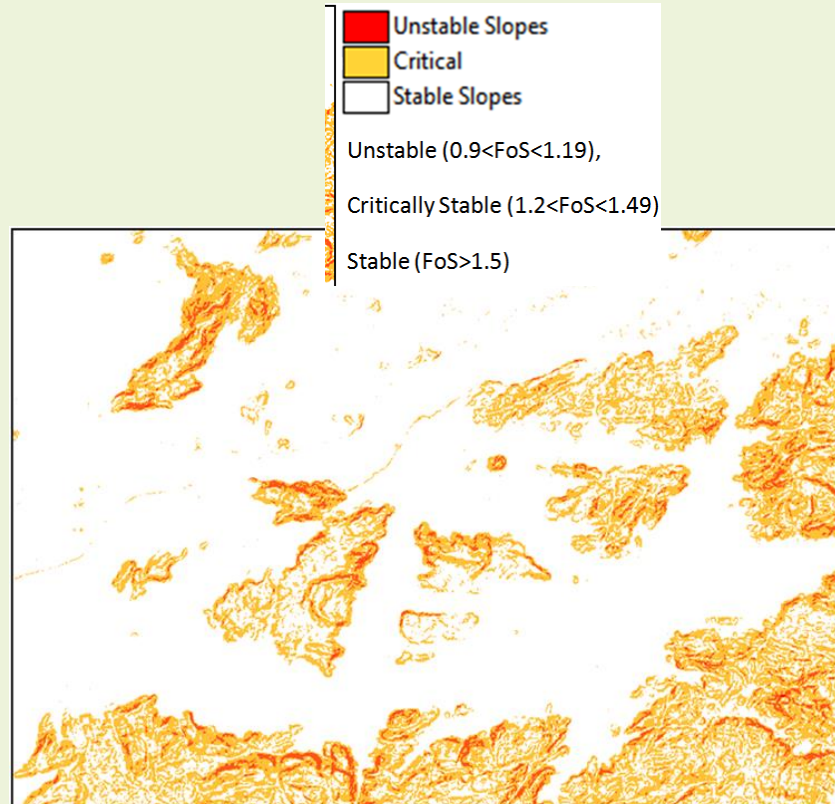 Unstable Slopes
Critical
Stable Slopes
Unstable (0.9<FoS<1.19),
Critically Stable (1.2<FoS<1.49)
Stable (FoS>1.5)